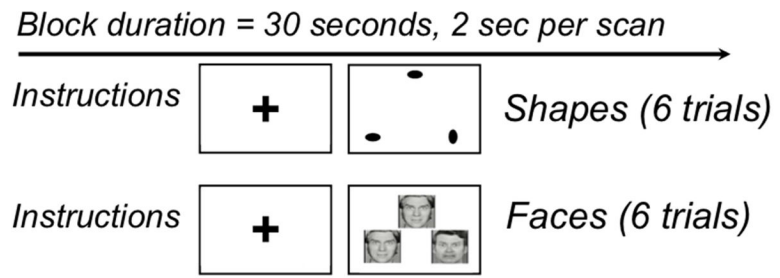 Block duration = 30 seconds, 2 sec per scan
Instructions
Shapes (6 trials)
Instructions
Faces (6 trials)